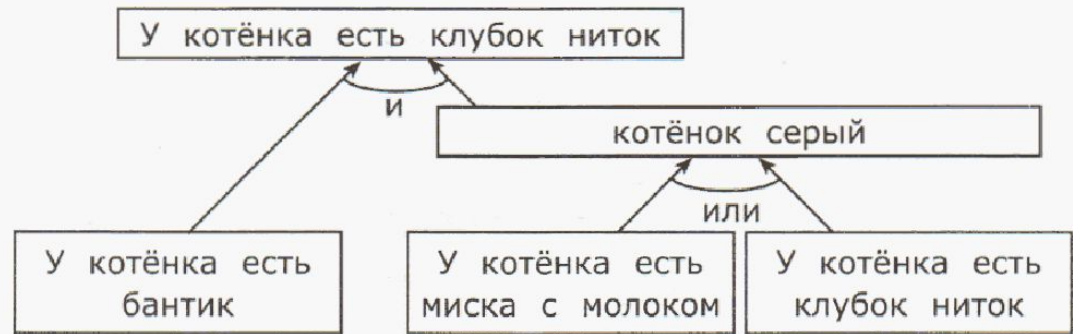 У котёнка есть клубок ниток
и
котёнок серый
или
У котёнка есть
бантик
У котёнка есть
миска с молоком
У котёнка есть
клубок ниток